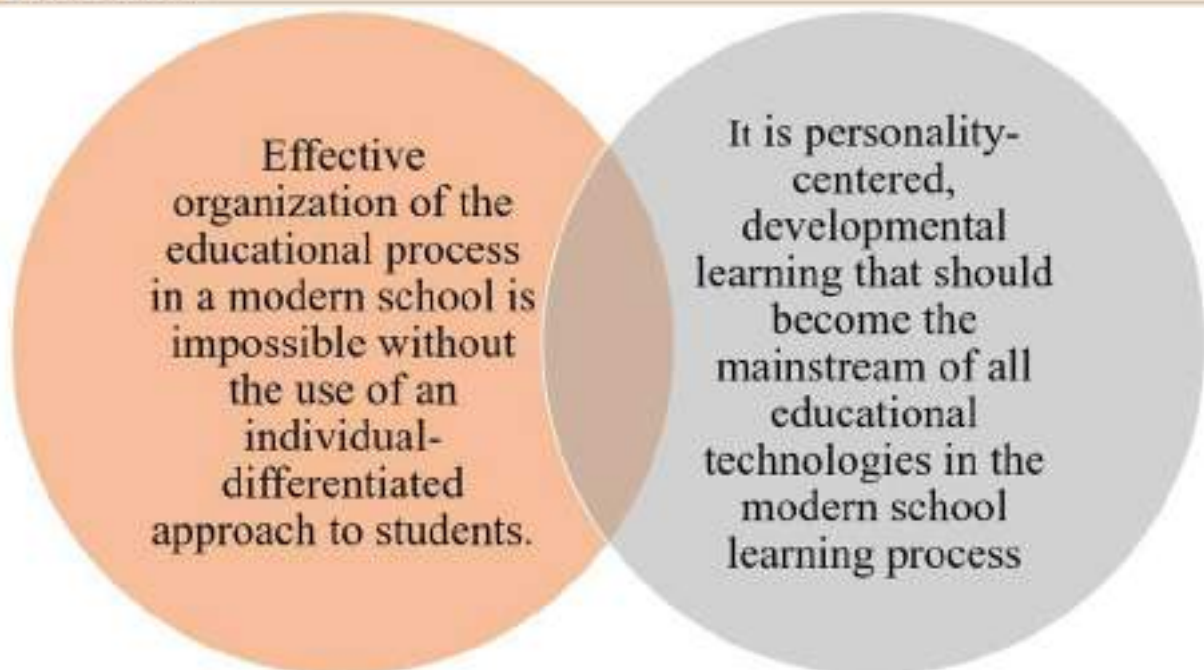 Effective
organization of the
educational process
in a modern school is
impossible without
the use of an
individual-
differentiated
approach to students.
It is personality-
centered,
developmental
learning that should
become the
mainstream of all
educational
technologies in the
modern school
learning process